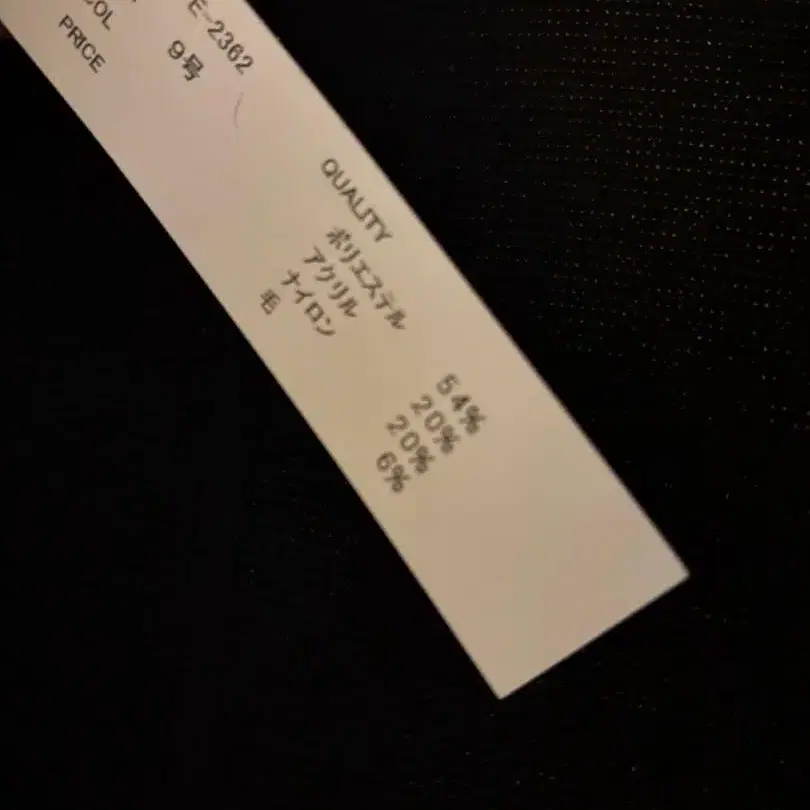 E-2362
COL
9号
PRICE
QUALITY
ポリエステル 54%
アクリル 20%
ナイロン 20%
毛 6%